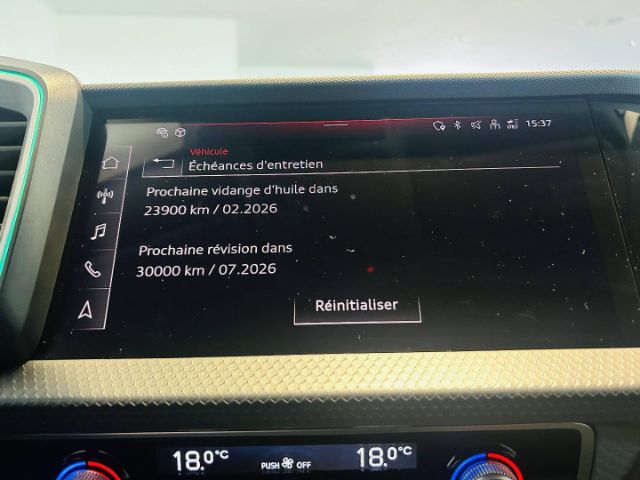 15:37
Véhicule
Échéances d'entretien
Prochaine vidange d'huile dans
23900 km / 02.2026
Prochaine révision dans
30000 km / 07.2026
Réinitialiser
18.0°C PUSH OFF 18.0°C